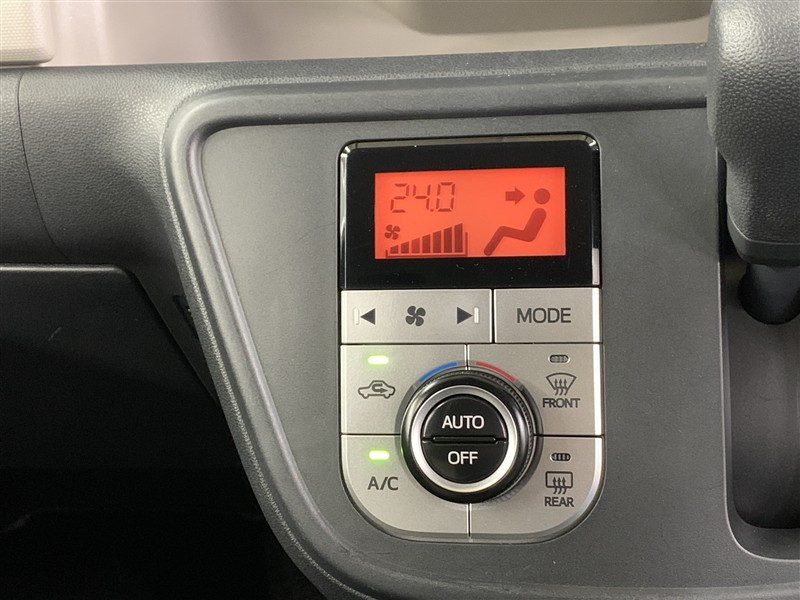 24.0
MODE
FRONT
AUTO
OFF
A/C
REAR